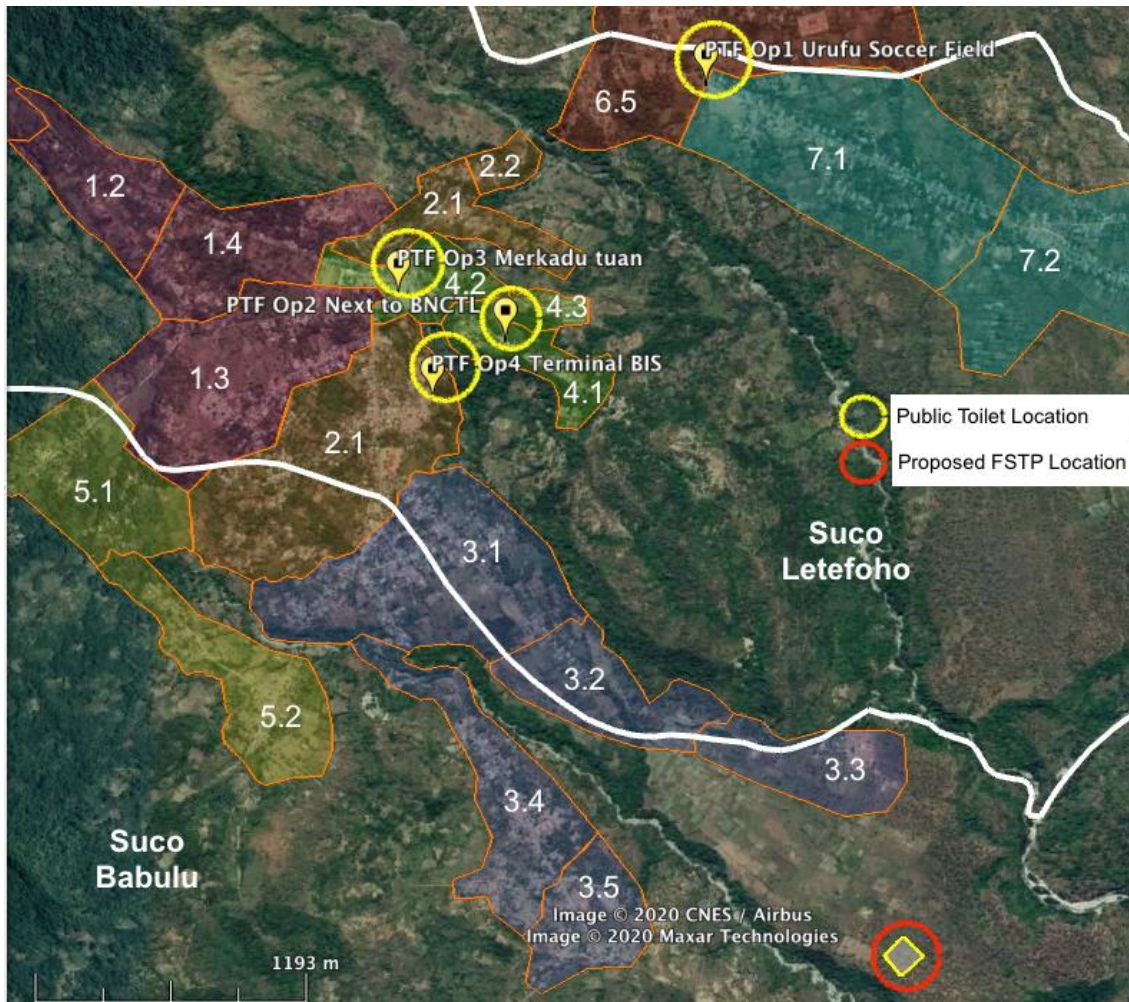 PTF Op1 Urufu Soccer Field
6.5
7.1
7.2
1.2
1.4
2.2
2.1
PTF Op3 Merkadu tuan
4.2
PTF Op2 Next to BNCTL
4.3
PTF Op4 Terminal BIS
4.1
1.3
2.1
5.1
Public Toilet Location
Proposed FSTP Location
Suco
Letefoho
3.1
3.2
5.2
3.3
3.4
Suco
Babulu
3.5
Image © 2020 CNES / Airbus
Image © 2020 Maxar Technologies
1193 m